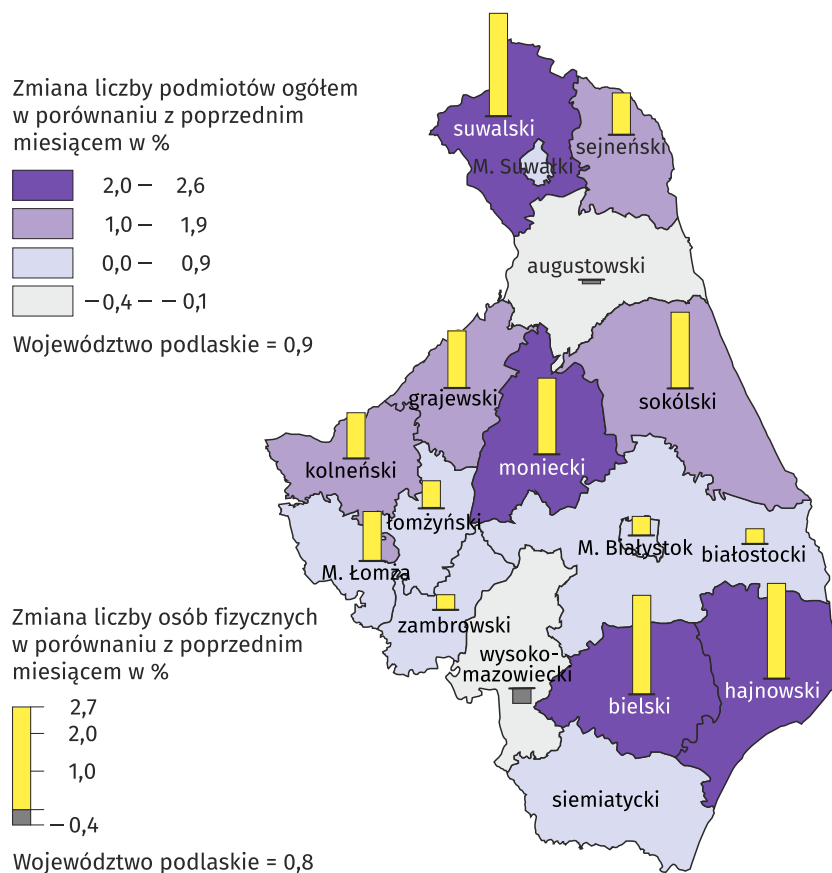 Zmiana liczby podmiotów ogółem
w porównaniu z poprzednim
miesiącem w %
2,0 – 2,6
1,0 – 1,9
0,0 – 0,9
–0,4 – –0,1
Województwo podlaskie = 0,9
suwalski
sejneński
M. Suwałki
augustowski
grajewski
sokólski
kolneński
moniecki
łomżyński
M. Łomża
M. Białystok
białostocki
zambrowski
wysoko-
mazowiecki
bielski
hajnowski
siemiatycki
Zmiana liczby osób fizycznych
w porównaniu z poprzednim
miesiącem w %
2,7
2,0
1,0
–0,4
Województwo podlaskie = 0,8